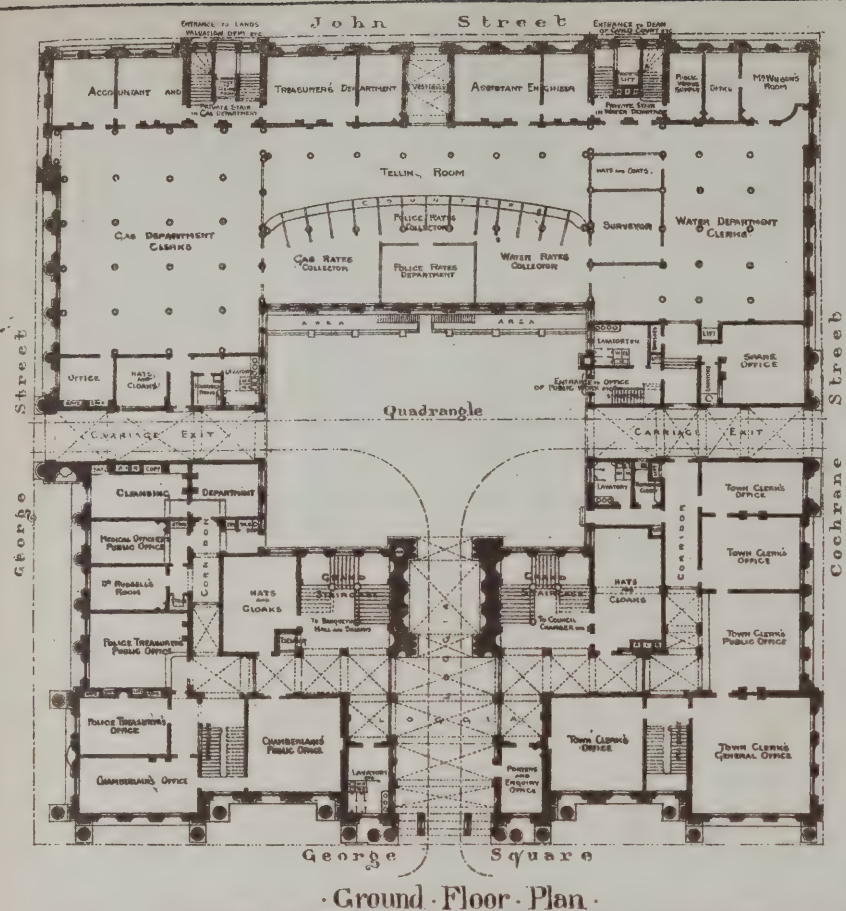 John Street
ENTRANCE TO LANDS
VALUATION DEPT ETC
ENTRANCE TO DEAN
OF GUILD COURT ETC
ACCOUNTANT AND
PRIVATE STAIR
IN GAS DEPARTMENT
TREASURER'S DEPARTMENT
VESTIBULE
ASSISTANT ENGINEER
LIFT
PRIVATE STAIR
IN WATER DEPARTMENT
PUBLIC
SUPPLY
OFFICE
ROOM
TELLING ROOM
HATS AND COATS
COUNTER
POLICE RATES
COLLECTOR
GAS DEPARTMENT
CLERKS
SURVEYOR
WATER DEPARTMENT
CLERKS
GAS RATES
COLLECTOR
POLICE RATES
DEPARTMENT
WATER RATES
COLLECTOR
AREA
AREA
LIFT
OFFICE
HATS
AND
CLOAKS
LAVATORY
LAVATORY
SPARE
OFFICE
ENTRANCE TO OFFICE
OF PUBLIC WORK
Quadrangle
George Street
Cochrane Street
CARRIAGE EXIT
CARRIAGE EXIT
CLEANSING DEPARTMENT
LAVATORY
LIFT
TOWN CLERK'S
OFFICE
MEDICAL OFFICER'S
PUBLIC OFFICE
CORRIDOR
CORRIDOR
TOWN CLERK'S
OFFICE
DR RUSSELL'S
ROOM
HATS
AND
CLOAKS
GRAND
STAIRCASE
GRAND
STAIRCASE
HATS
AND
CLOAKS
TO BANQUETING
HALL AND
TO COUNCIL
CHAMBER
POLICE TREASURER'S
PUBLIC OFFICE
TOWN CLERK'S
PUBLIC OFFICE
LOGGIA
POLICE TREASURER'S
OFFICE
CHAMBERLAIN'S
PUBLIC OFFICE
TOWN CLERK'S
OFFICE
TOWN CLERK'S
GENERAL OFFICE
CHAMBERLAIN'S OFFICE
LAVATORY
PORTERS
AND
ENQUIRY
OFFICE
George Square
· Ground · Floor · Plan ·